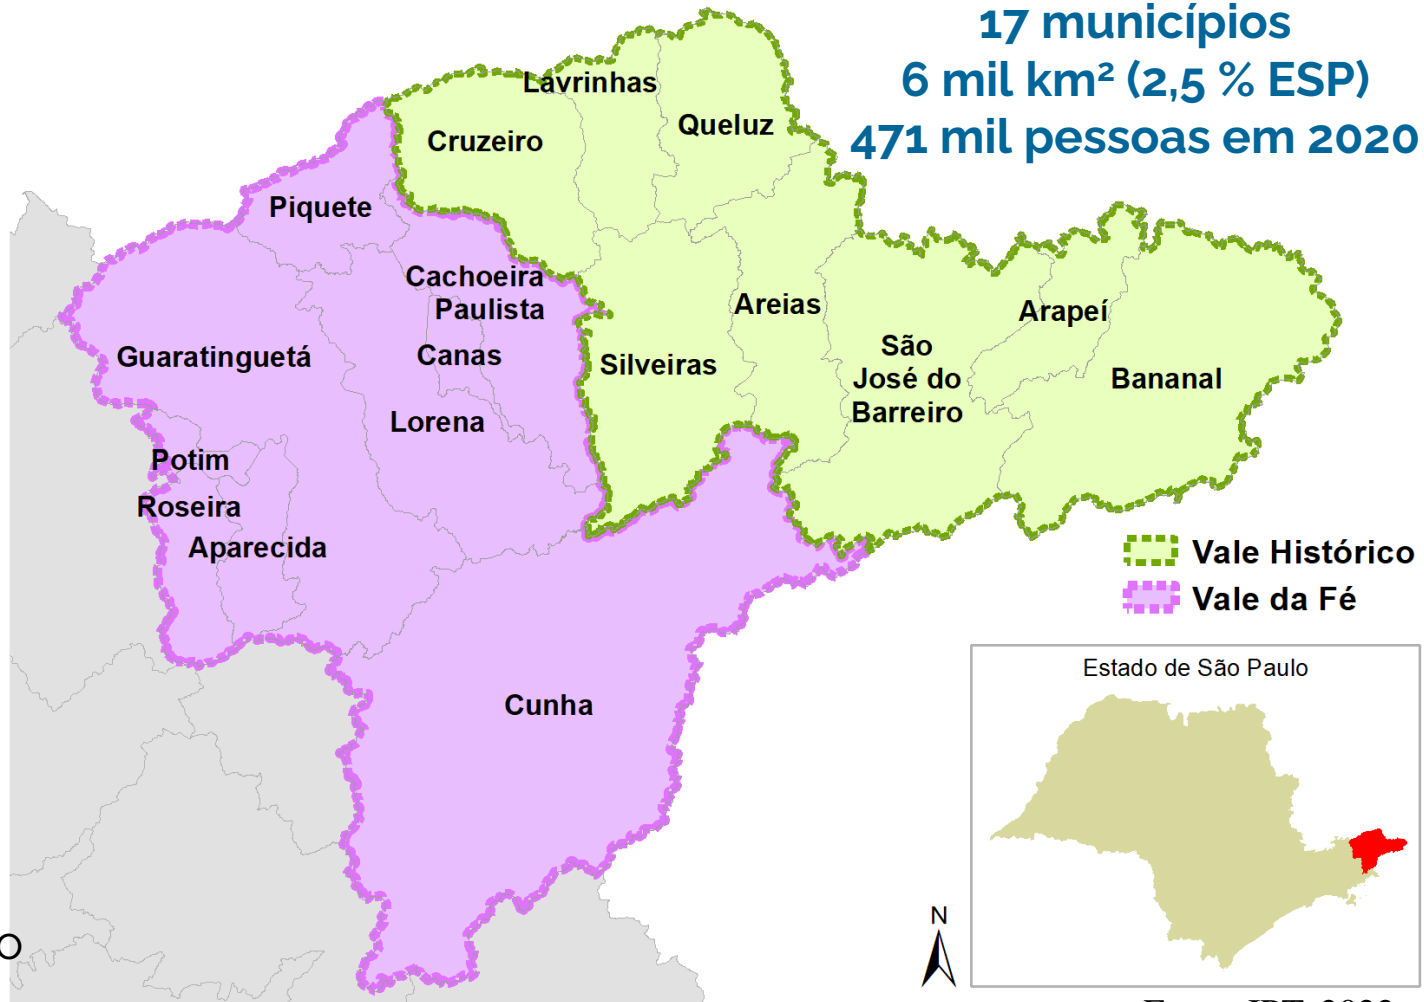 17 municípios
6 mil km² (2,5 % ESP)
471 mil pessoas em 2020
Lavrinhas
Cruzeiro
Queluz
Piquete
Cachoeira
Paulista
Areias
Arapeí
Guaratinguetá
Canas
Silveiras
São
José do
Barreiro
Bananal
Lorena
Potim
Roseira
Aparecida
Vale Histórico
Vale da Fé
Cunha
Estado de São Paulo
N